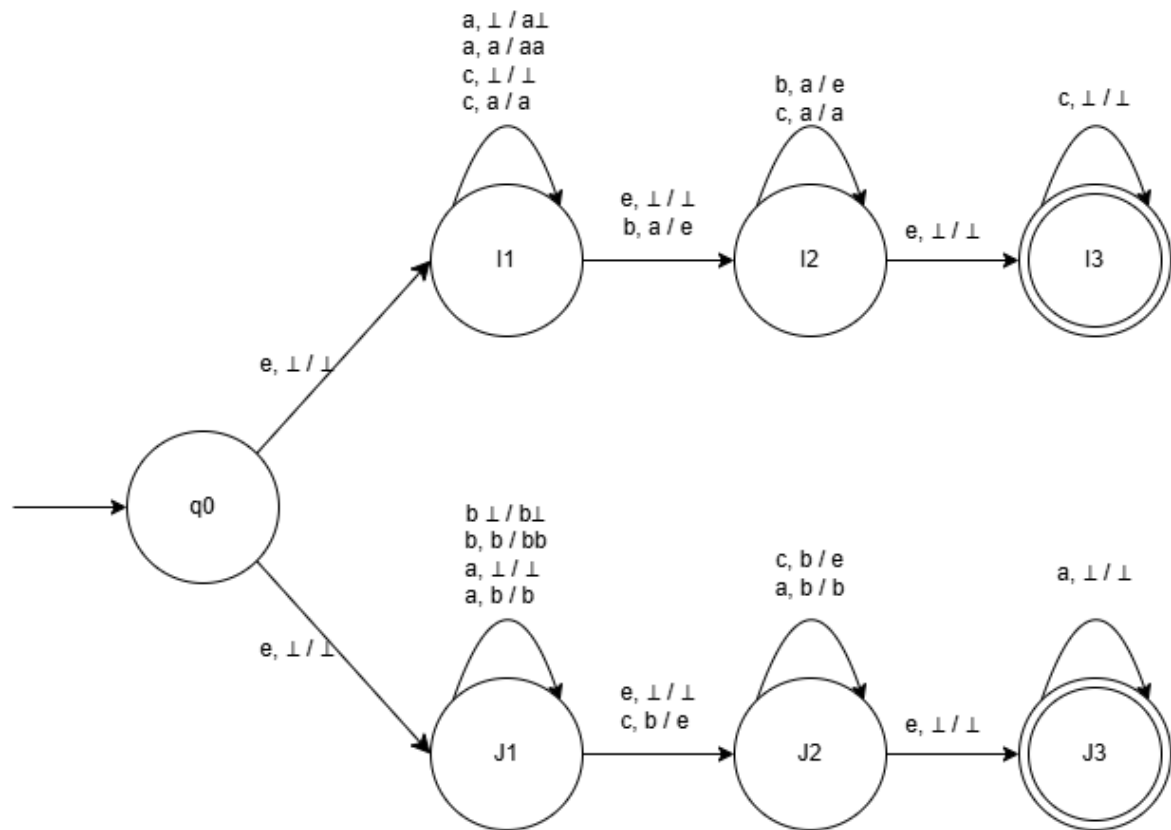 a, ⊥ / a⊥
a, a / aa
c, ⊥ / ⊥
c, a / a
b, a / e
c, a / a
c, ⊥ / ⊥
e, ⊥ / ⊥
b, a / e
e, ⊥ / ⊥
I1
I2
I3
e, ⊥ / ⊥
q0
e, ⊥ / ⊥
b ⊥ / b⊥
b, b / bb
a, ⊥ / ⊥
a, b / b
c, b / e
a, b / b
a, ⊥ / ⊥
e, ⊥ / ⊥
c, b / e
e, ⊥ / ⊥
J1
J2
J3